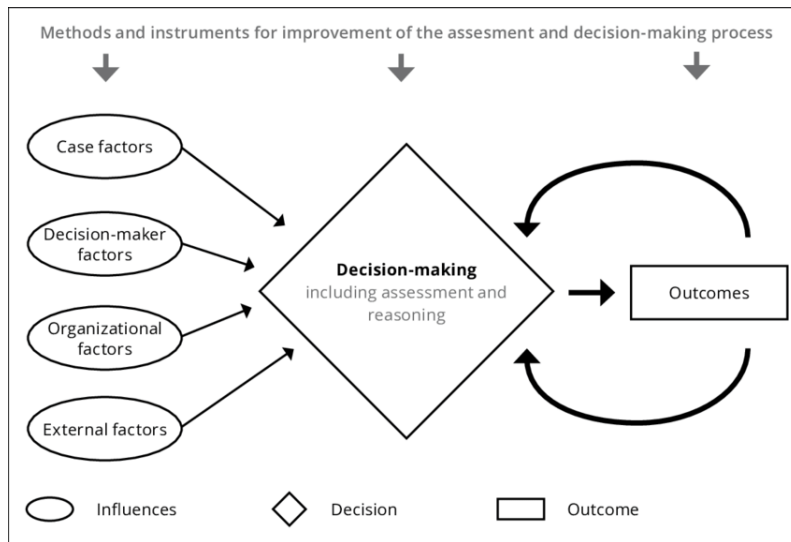 Methods and instruments for improvement of the assesment and decision-making process
Case factors
Decision-maker
factors
Organizational
factors
External factors
Decision-making
including assessment and
reasoning
Outcomes
Influences
Decision
Outcome